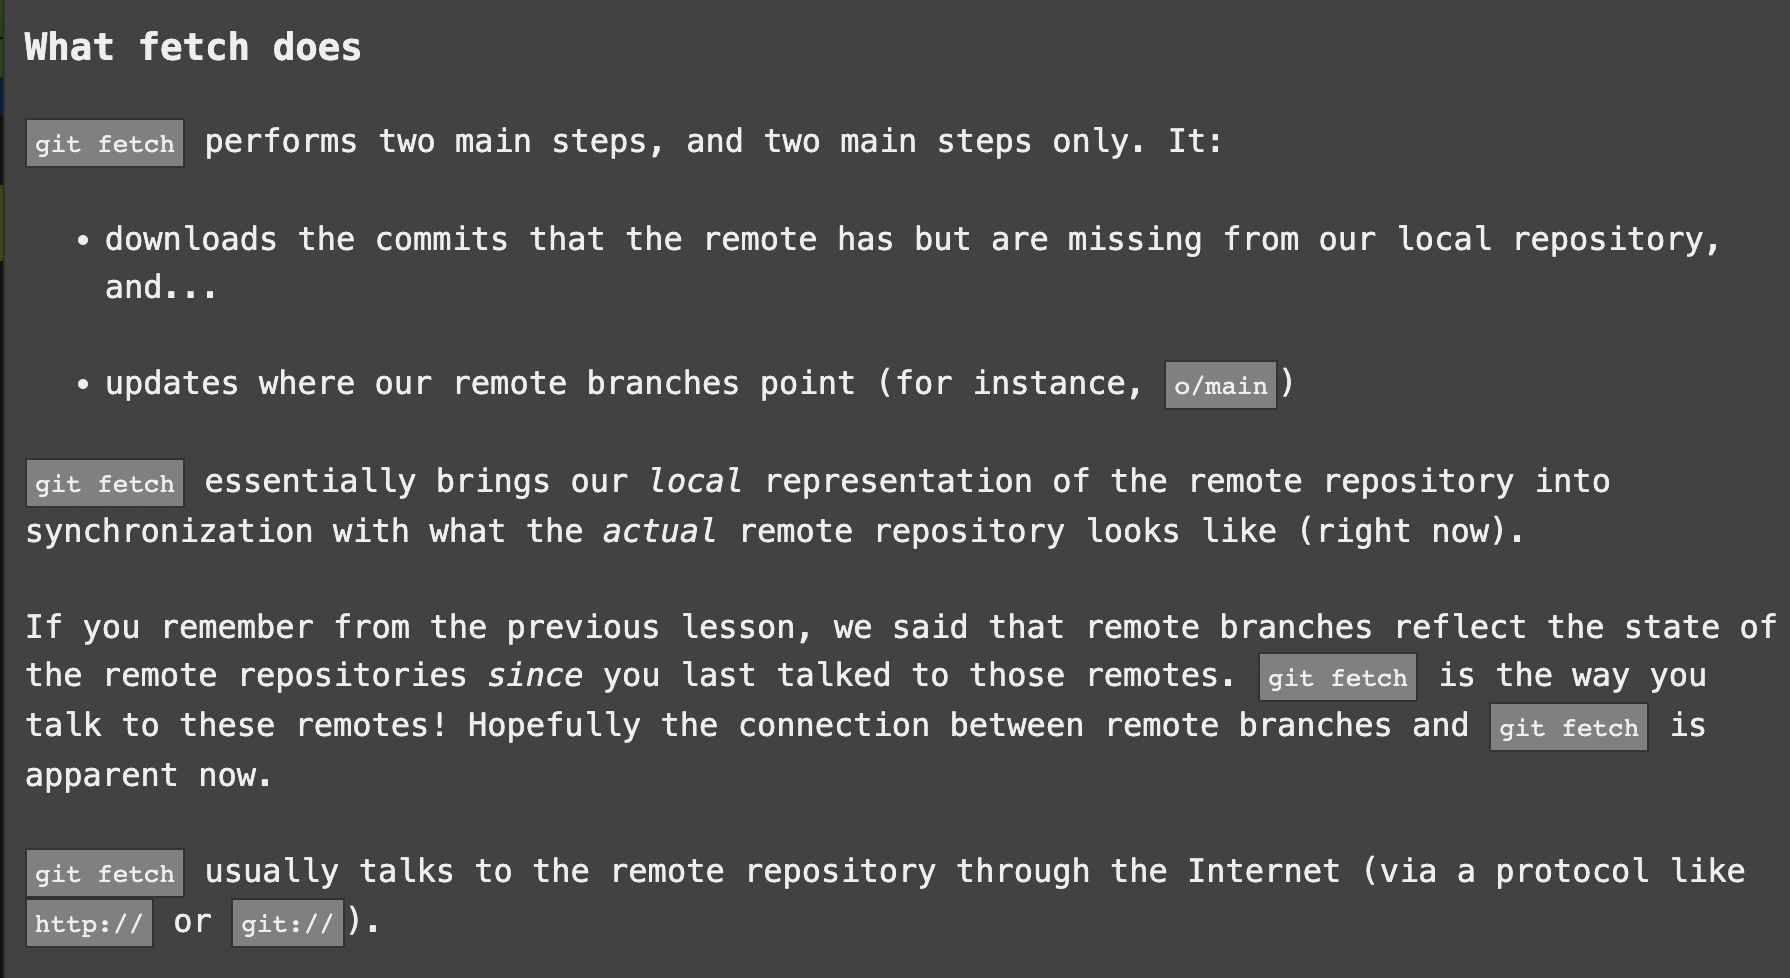 What fetch does
git fetch performs two main steps, and two main steps only. It:
• downloads the commits that the remote has but are missing from our local repository,
and...
• updates where our remote branches point (for instance, o/main)
git fetch essentially brings our local representation of the remote repository into
synchronization with what the actual remote repository looks like (right now).
If you remember from the previous lesson, we said that remote branches reflect the state of
the remote repositories since you last talked to those remotes. git fetch is the way you
talk to these remotes! Hopefully the connection between remote branches and git fetch is
apparent now.
git fetch usually talks to the remote repository through the Internet (via a protocol like
http:// or git://).